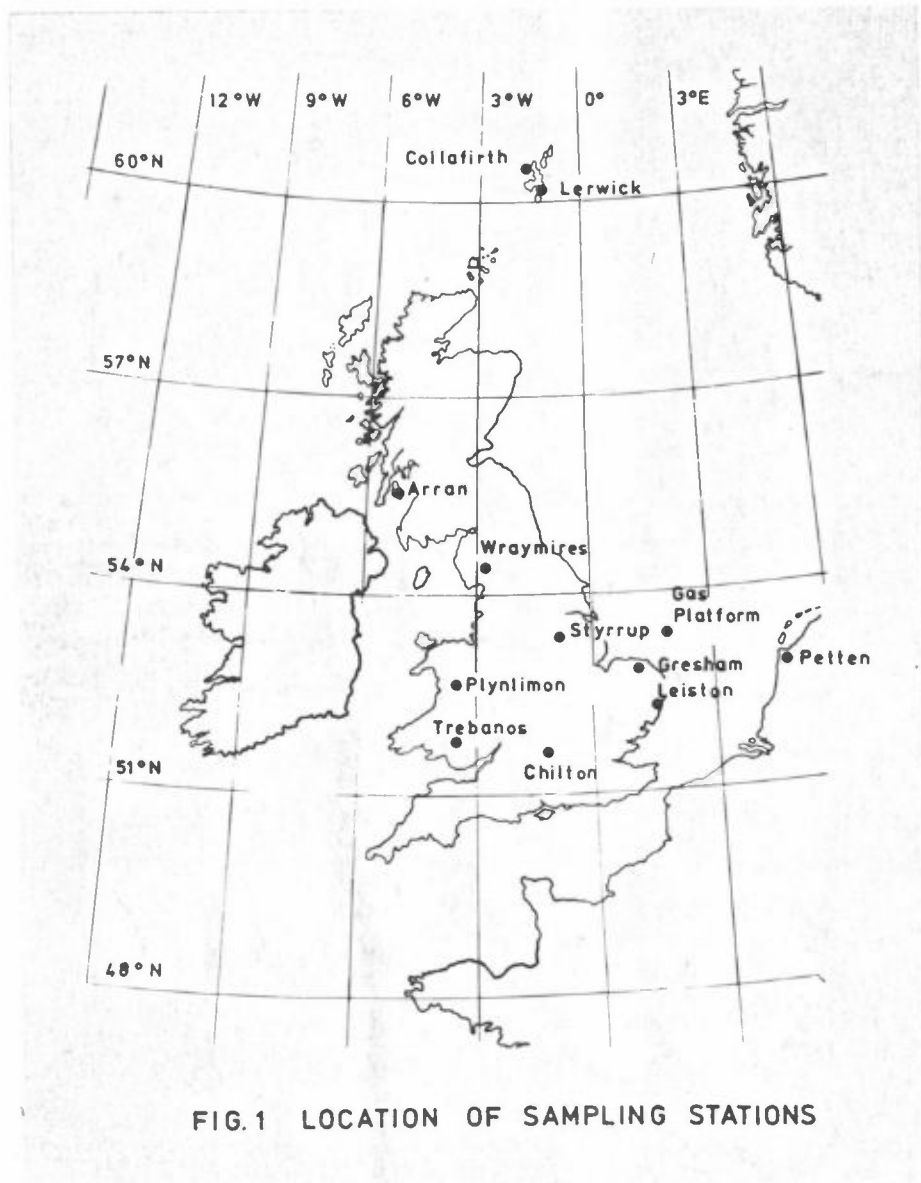 12°W 9°W 6°W 3°W 0° 3°E
60°N
Collafirth
Lerwick
57°N
Arran
Wraymires
54°N
Gas
Platform
Styrrup
Petten
Gresham
Plynlimon
Leiston
Trebanos
Chilton
51°N
48°N
FIG.1 LOCATION OF SAMPLING STATIONS